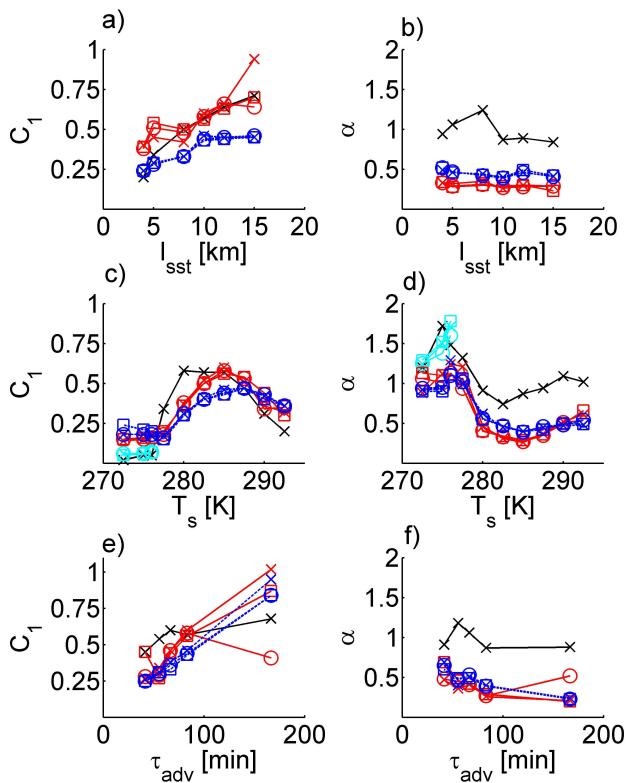 a)
b)
1
0.75
0.5
0.25
C1
0 5 10 15 20
lsst [km]
2
1.5
1
0.5
α
0 5 10 15 20
lsst [km]
c)
d)
1
0.75
0.5
0.25
C1
270 280 290
Ts [K]
2
1.5
1
0.5
α
270 280 290
Ts [K]
e)
f)
1
0.75
0.5
0.25
C1
0 100 200
τadv [min]
2
1.5
1
0.5
α
0 100 200
τadv [min]